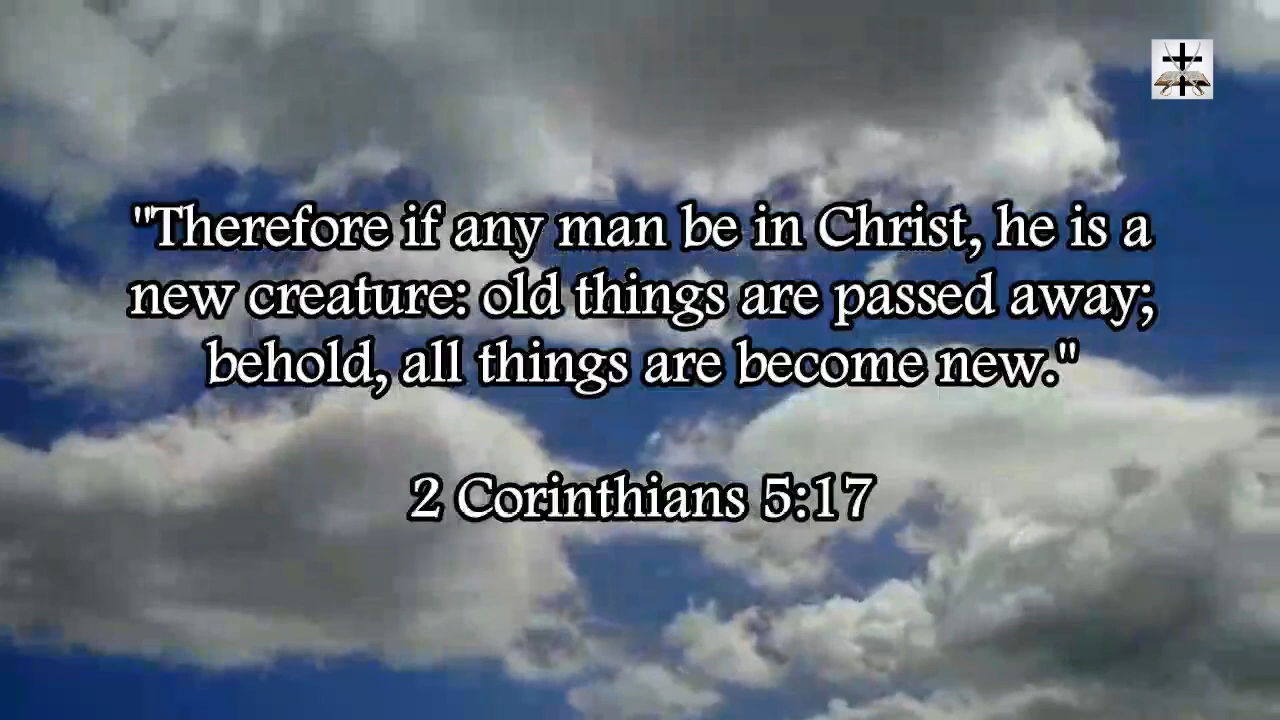 "Therefore if any man be in Christ, he is a
new creature: old things are passed away;
behold, all things are become new."
2 Corinthians 5:17